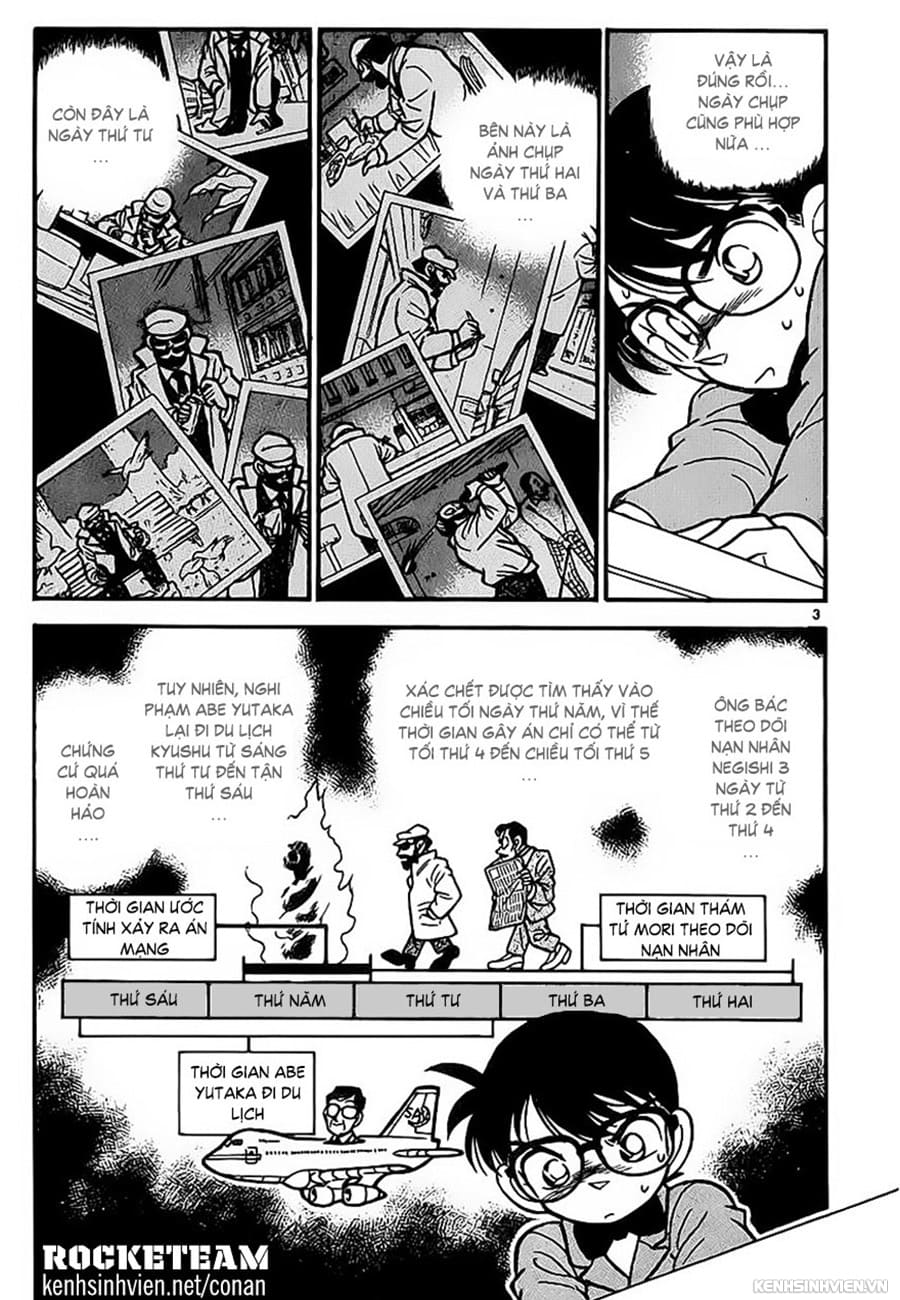 VẬY LÀ
ĐÚNG RỒI...
NGÀY CHỤP
CŨNG PHÙ HỢP
NỮA ...
BÊN NÀY LÀ
ẢNH CHỤP
NGÀY THỨ HAI
VÀ THỨ BA
...
CÒN ĐÂY LÀ
NGÀY THỨ TƯ
...
3
ÔNG BÁC
THEO DÕI
NẠN NHÂN
NEGISHI 3
NGÀY TỪ
THỨ 2 ĐẾN
THỨ 4
...
XÁC CHẾT ĐƯỢC TÌM THẤY VÀO
CHIỀU TỐI NGÀY THỨ NĂM, VÌ THẾ
THỜI GIAN GÂY ÁN CHỈ CÓ THỂ TỪ
TỐI THỨ 4 ĐẾN CHIỀU TỐI THỨ 5
...
TUY NHIÊN, NGHI
PHẠM ABE YUTAKA
LẠI ĐI DU LỊCH
KYUSHU TỪ SÁNG
THỨ TƯ ĐẾN TẬN
THỨ SÁU
...
CHỨNG
CỨ QUÁ
HOÀN
HẢO
....
THỜI GIAN THÁM
TỬ MORI THEO DÕI
NẠN NHÂN
THỜI GIAN ƯỚC
TÍNH XẢY RA ÁN
MẠNG
THỨ SÁU
THỨ NĂM
THỨ TƯ
THỨ BA
THỨ HAI
THỜI GIAN ABE
YUTAKA ĐI DU
LỊCH
ROCKETEAM
kenhsinhvien.net/conan
KENHSINHVIEN.VN